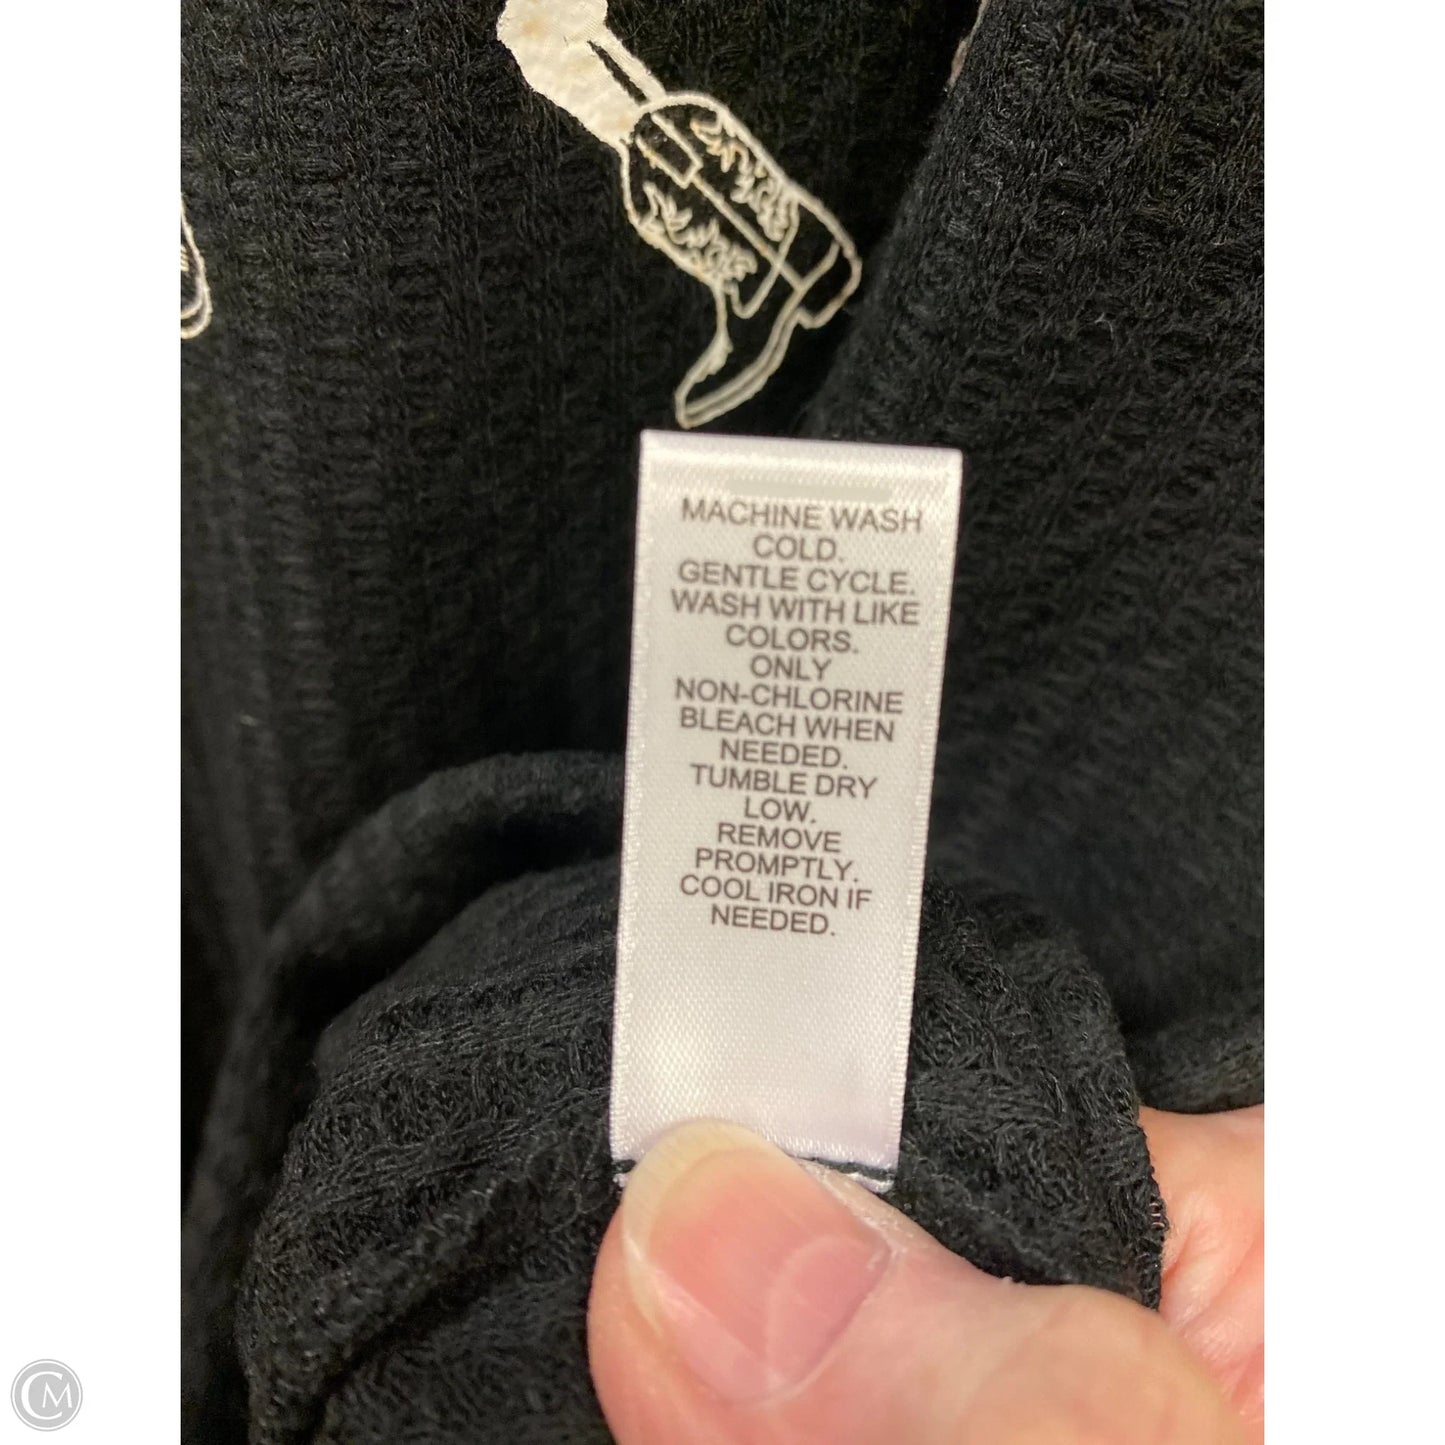 MACHINE WASH
COLD.
GENTLE CYCLE.
WASH WITH LIKE
COLORS.
ONLY
NON-CHLORINE
BLEACH WHEN
NEEDED.
TUMBLE DRY
LOW.
REMOVE
PROMPTLY.
COOL IRON IF
NEEDED.
CM